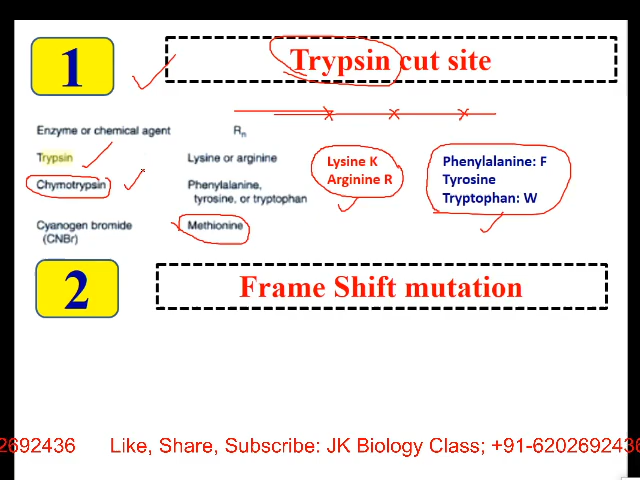 1
Trypsin cut site
Enzyme or chemical agent Rn
Trypsin Lysine or arginine
Lysine K
Arginine R
Phenylalanine: F
Tyrosine
Tryptophan: W
Chymotrypsin Phenylalanine,
tyrosine, or tryptophan
Cyanogen bromide Methionine
(CNBr)
2
Frame Shift mutation
2692436 Like, Share, Subscribe: JK Biology Class; +91-6202692436